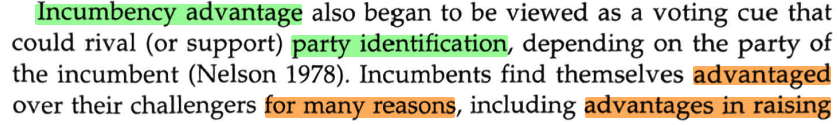 Incumbency advantage also began to be viewed as a voting cue that
could rival (or support) party identification, depending on the party of
the incumbent (Nelson 1978). Incumbents find themselves advantaged
over their challengers for many reasons, including advantages in raising